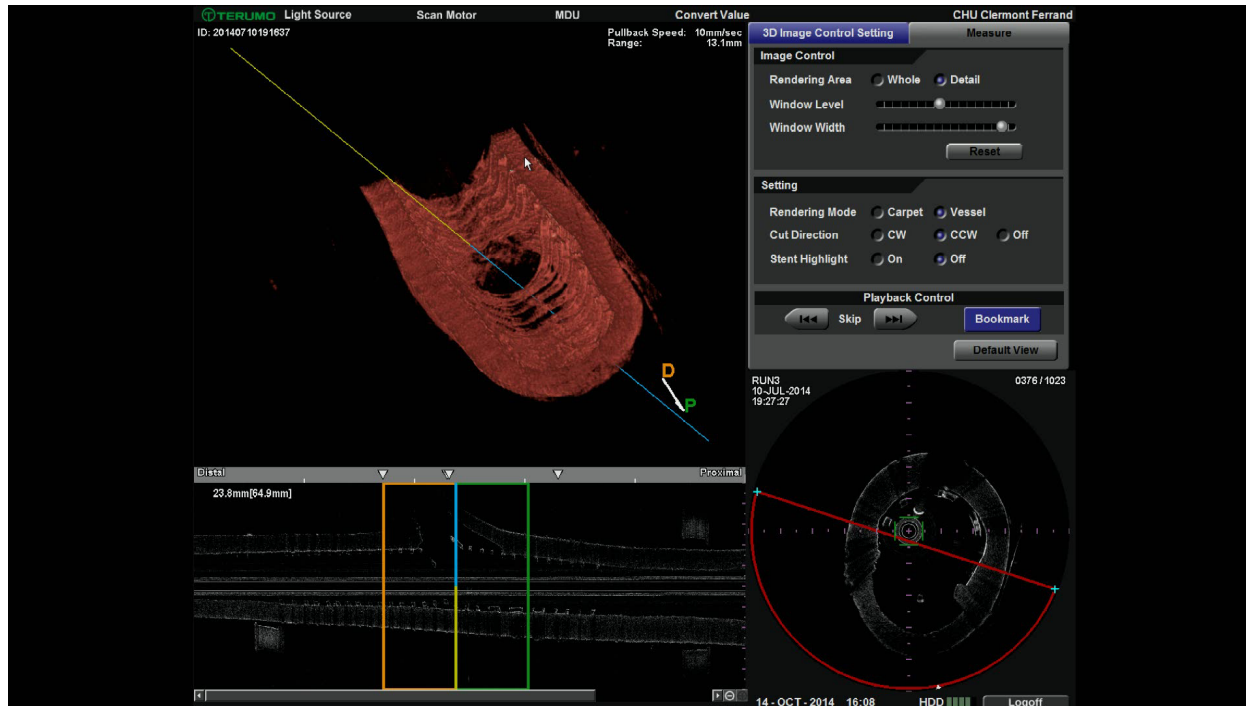 TERUMO Light Source Scan Motor MDU Convert Value CHU Clermont Ferrand
ID: 20140710191637
Pullback Speed: 10mm/sec
Range: 13.1mm
D
P
3D Image Control Setting Measure
Image Control
Rendering Area Whole Detail
Window Level
Window Width
Reset
Setting
Rendering Mode Carpet Vessel
Cut Direction CW CCW Off
Stent Highlight On Off
Playback Control
Skip
Bookmark
Default View
Distal Proximal
23.8mm[64.9mm]
RUN3 0376 / 1023
10-JUL-2014
19:27:27
14 - OCT - 2014 16:08 HDD Logoff